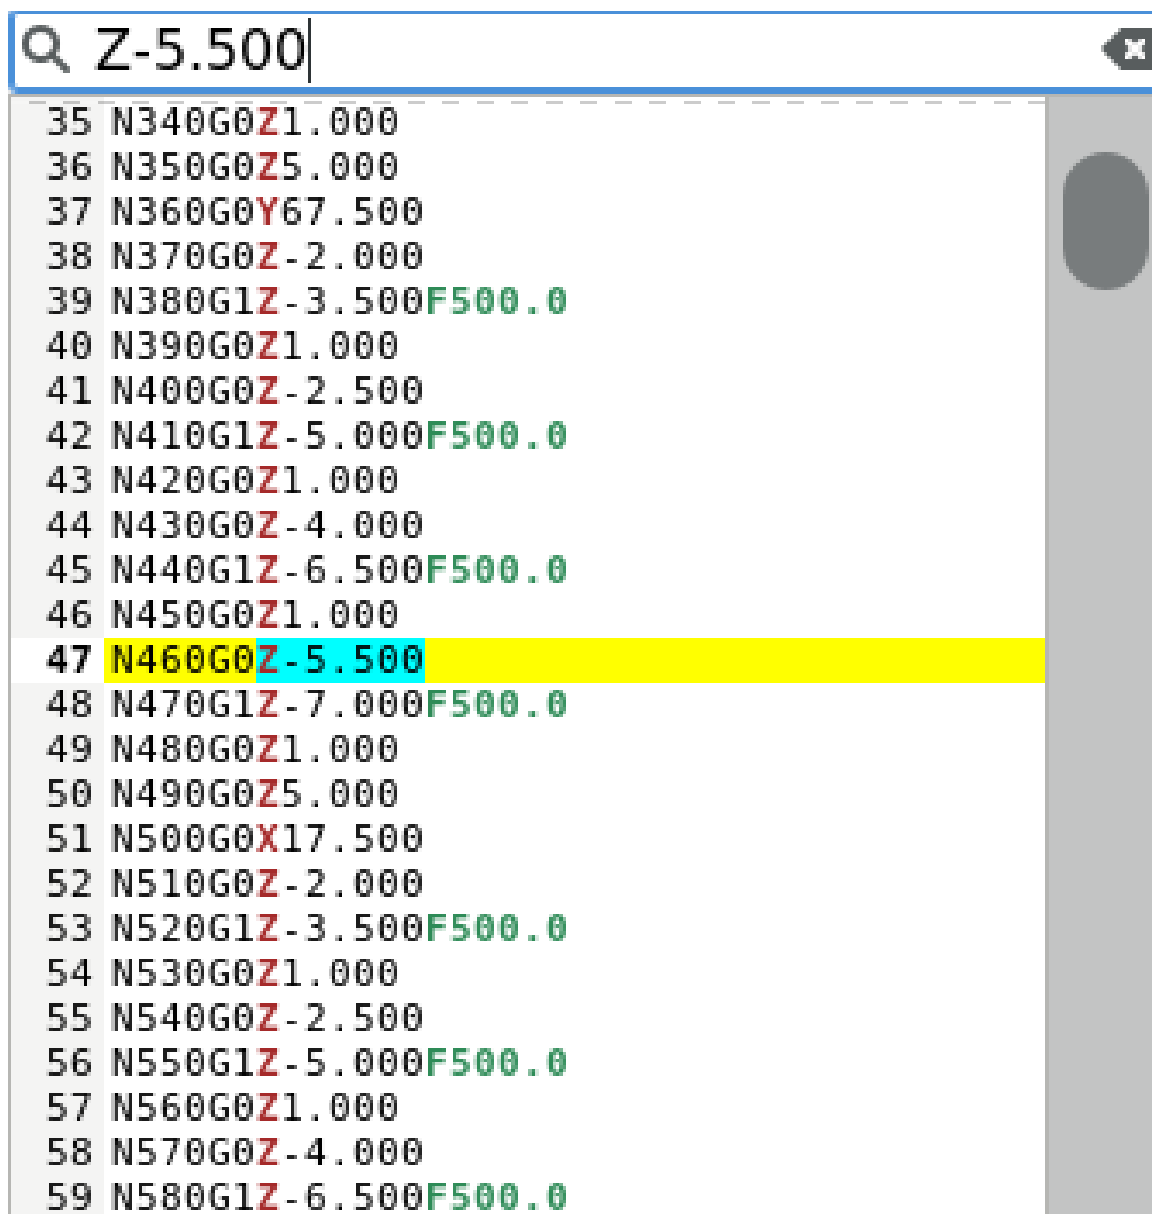 Z-5.500
35 N340G0Z1.000
36 N350G0Z5.000
37 N360G0Y67.500
38 N370G0Z-2.000
39 N380G1Z-3.500F500.0
40 N390G0Z1.000
41 N400G0Z-2.500
42 N410G1Z-5.000F500.0
43 N420G0Z1.000
44 N430G0Z-4.000
45 N440G1Z-6.500F500.0
46 N450G0Z1.000
47 N460G0Z-5.500
48 N470G1Z-7.000F500.0
49 N480G0Z1.000
50 N490G0Z5.000
51 N500G0X17.500
52 N510G0Z-2.000
53 N520G1Z-3.500F500.0
54 N530G0Z1.000
55 N540G0Z-2.500
56 N550G1Z-5.000F500.0
57 N560G0Z1.000
58 N570G0Z-4.000
59 N580G1Z-6.500F500.0